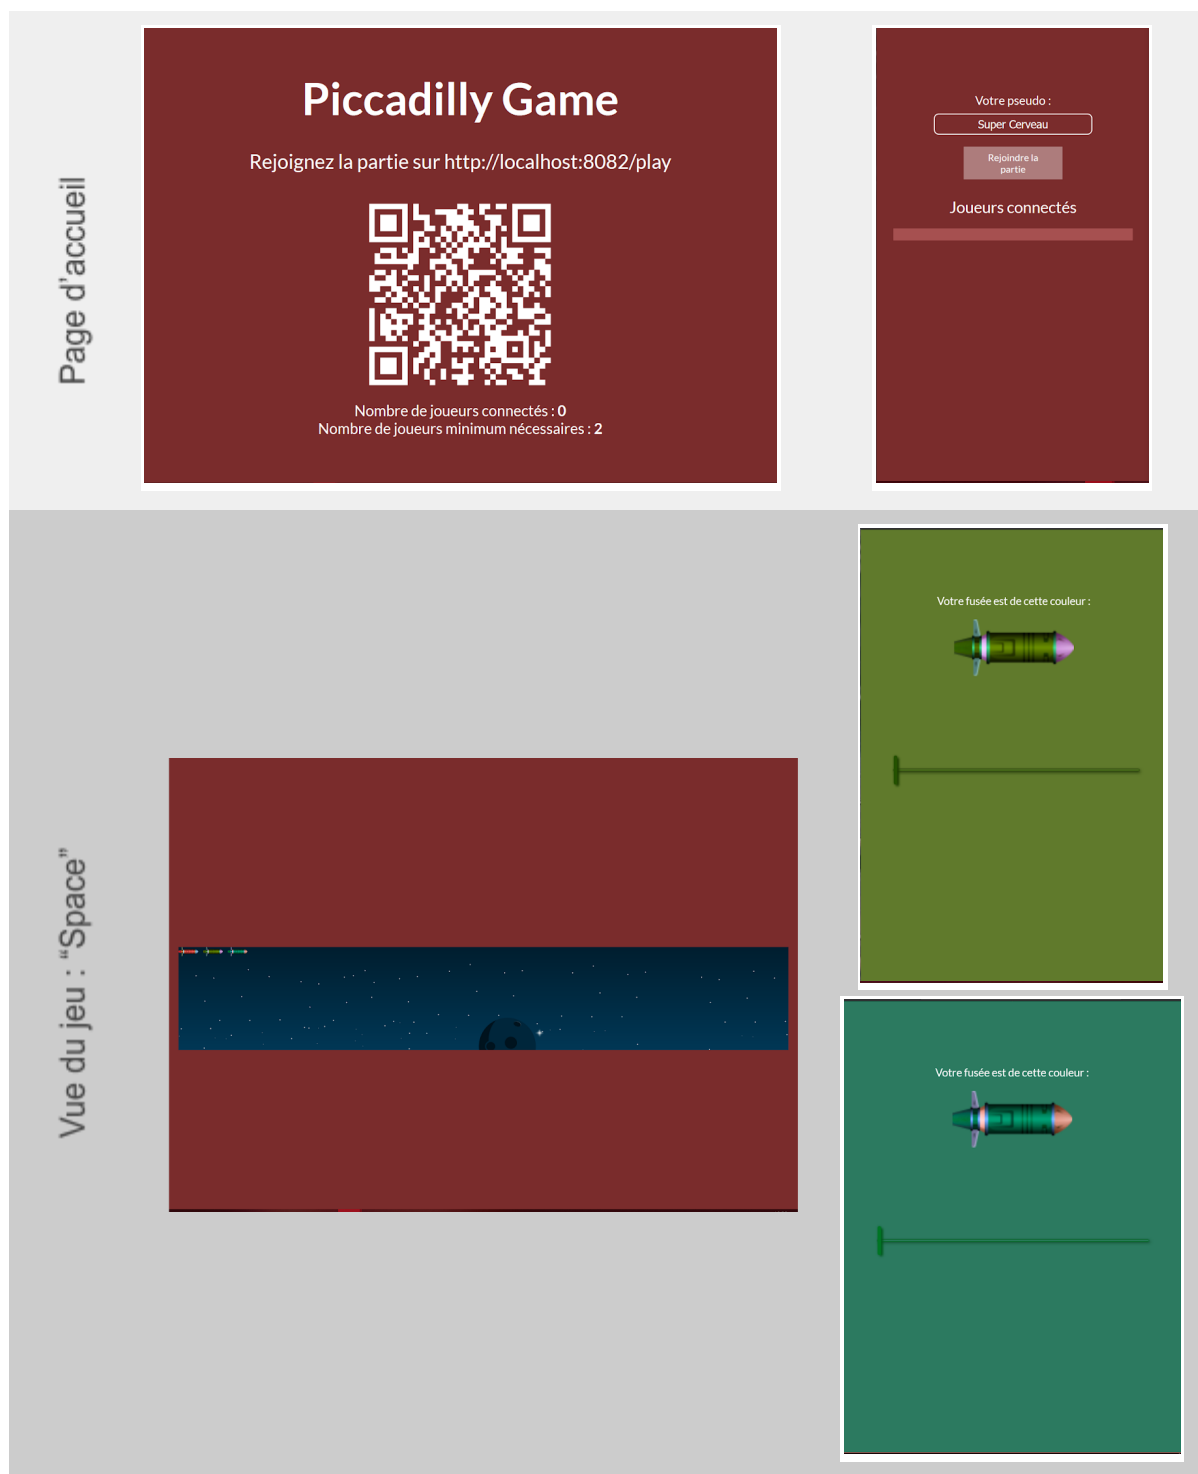 Page d'accueil
Piccadilly Game
Rejoignez la partie sur http://localhost:8082/play
Nombre de joueurs connectés : 0
Nombre de joueurs minimum nécessaires : 2
Votre pseudo :
Super Cerveau
Rejoindre la
partie
Joueurs connectés
Vue du jeu : “Space”
Votre fusée est de cette couleur :
Votre fusée est de cette couleur :